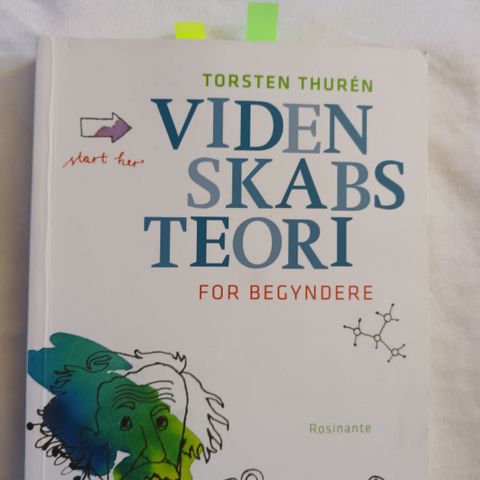 TORSTEN THURÉN
VIDEN
start her
SKABS
TEORI
FOR BEGYNDERE
Rosinante